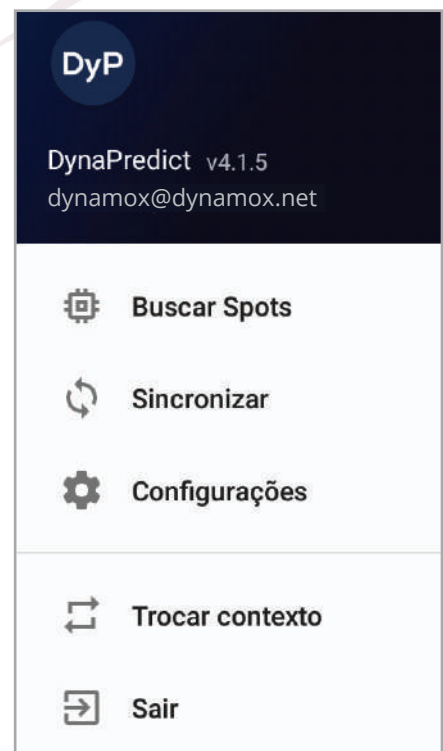 DyP
DynaPredict v4.1.5
dynamox@dynamox.net
Buscar Spots
Sincronizar
Configurações
Trocar contexto
Sair